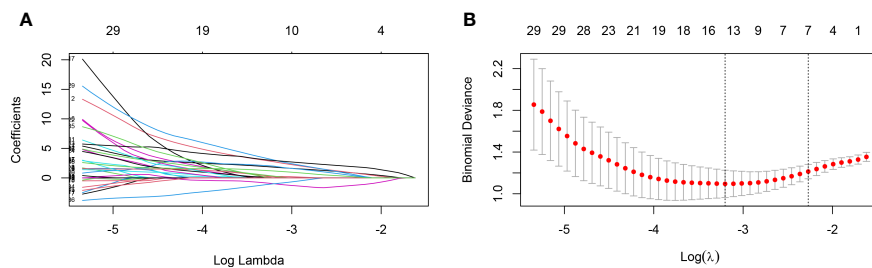 A
29 19 10 4
Coefficients
20
15
10
5
0
-5 -4 -3 -2
Log Lambda
B
29 29 28 23 21 19 18 16 13 9 7 7 4 1
Binomial Deviance
2.2
1.8
1.4
1.0
-5 -4 -3 -2
Log(λ)